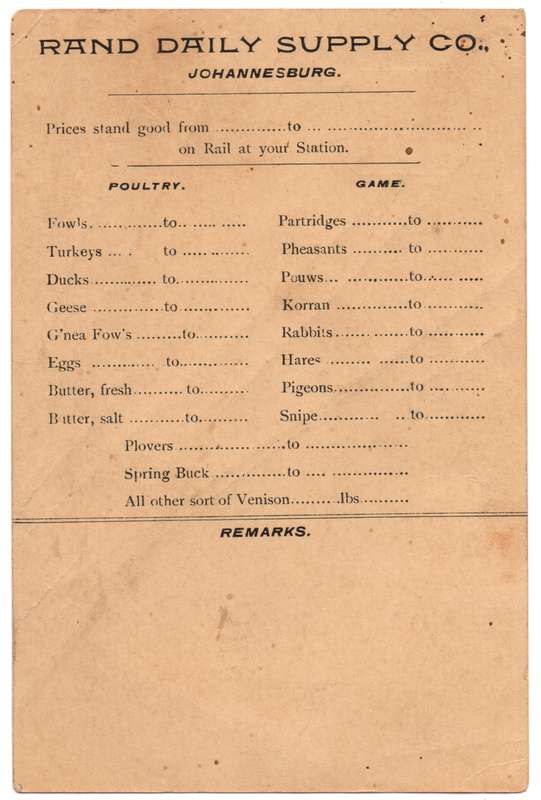 RAND DAILY SUPPLY CO.,
JOHANNESBURG.
Prices stand good from .............to ... ...............................
on Rail at your Station.
POULTRY.
Fowls. ............to.. ... .....
Turkeys ... . to ..... .......
Ducks............ to............
Geese ............to ............
G'nea Fow's .........to..........
Eggs ........... to............
Butter, fresh.......... to.........
Butter, salt ............to.........
GAME.
Partridges ...........to ...........
Pheasants .......... to ...........
Pouws... ............to...........
Korran ..............to ...........
Rabbits .............to ...........
Hares ........ ......to ...........
Pigeons..............to .... ......
Snipe........... .. to...........
Plovers .............. ......to ....................
Spring Buck .............to .... ..............
All other sort of Venison........ .lbs.........
REMARKS.